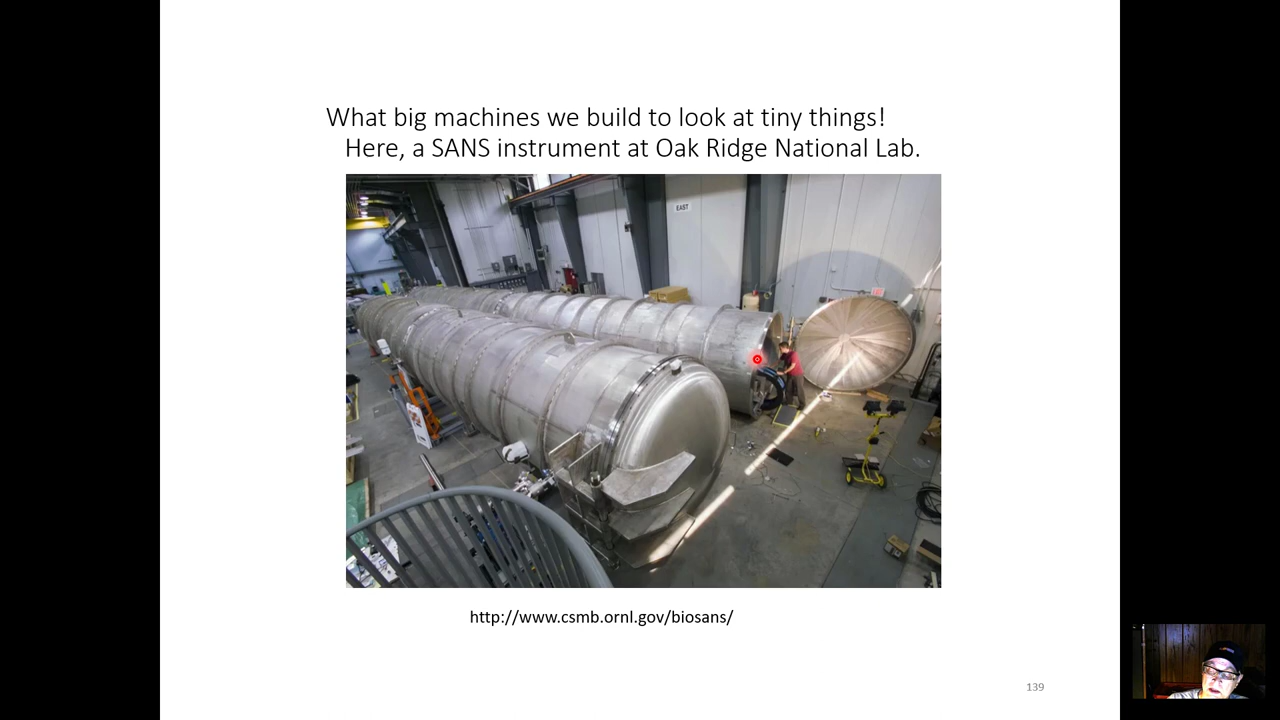 What big machines we build to look at tiny things!
Here, a SANS instrument at Oak Ridge National Lab.
EAST
http://www.csmb.ornl.gov/biosans/
139